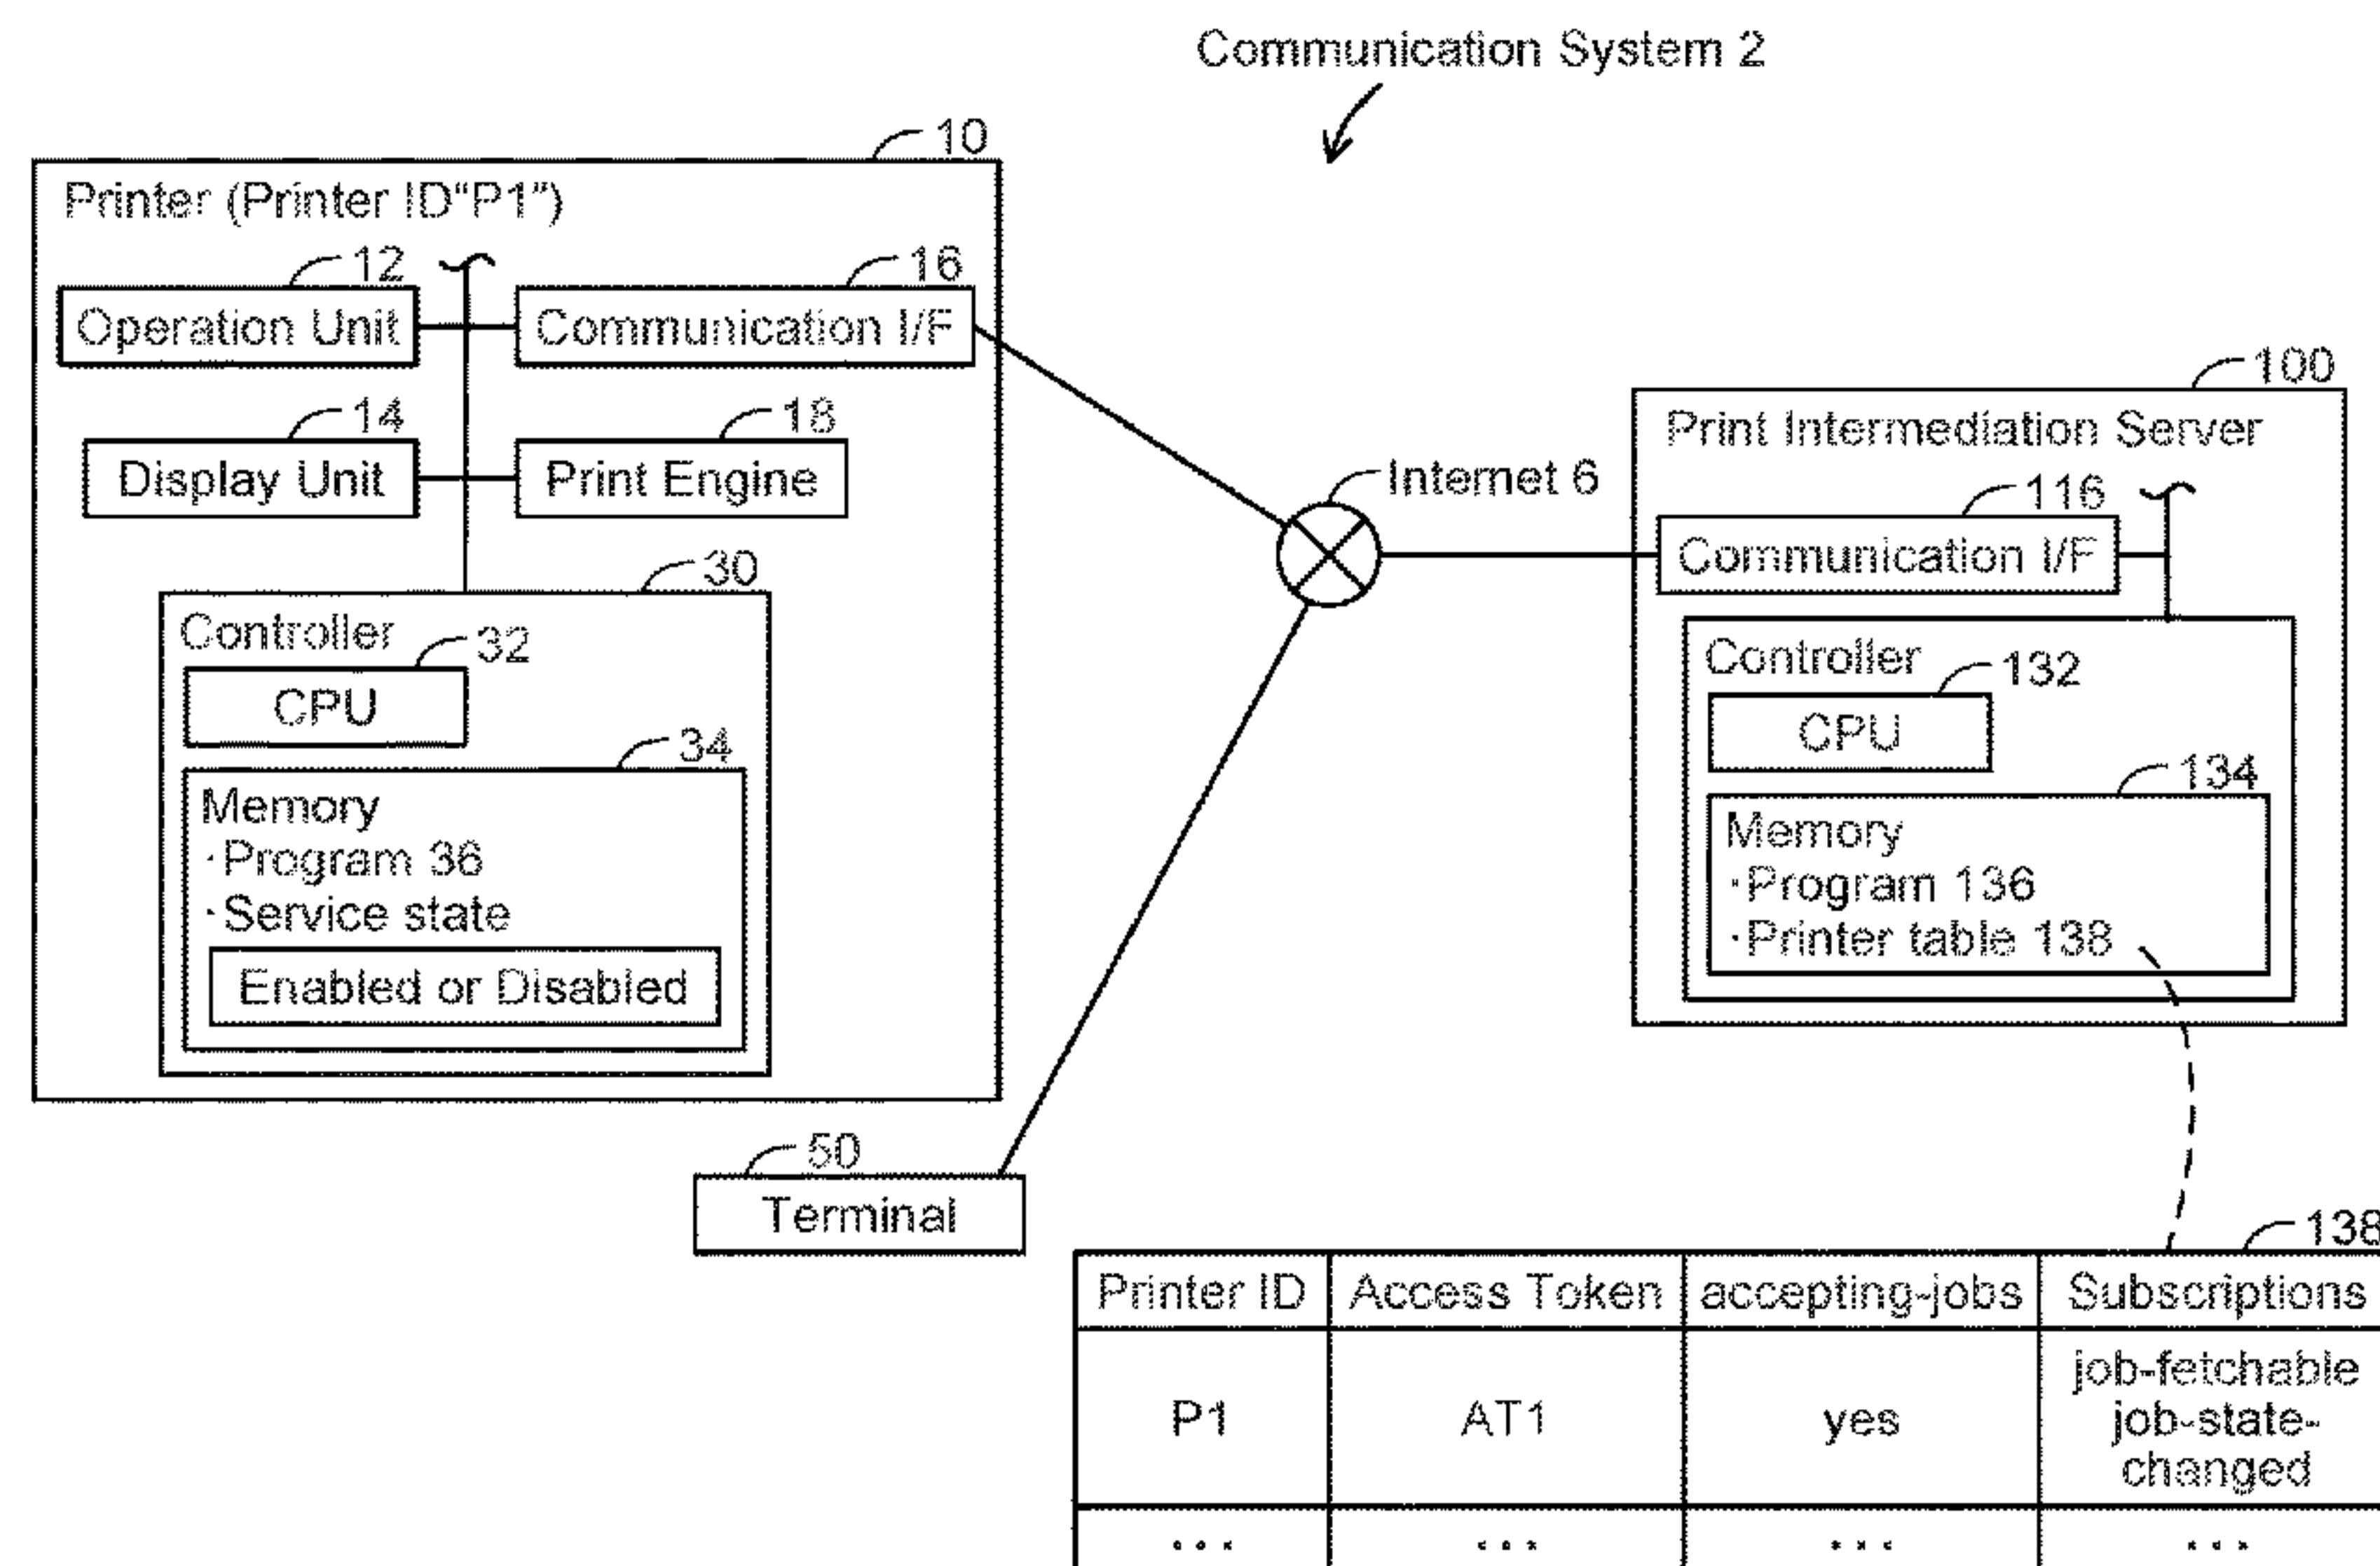 Communication System 2
10
Printer (Printer ID“P1”)
12
16
Operation Unit
Communication I/F
14
18
Display Unit
Print Engine
30
Controller
32
CPU
34
Memory
·Program 36
·Service state
Enabled or Disabled
Internet 6
50
Terminal
100
Print Intermediation Server
116
Communication I/F
Controller
132
CPU
134
Memory
·Program 136
·Printer table 138
138
Printer ID
Access Token
accepting-jobs
Subscriptions
P1
AT1
yes
job-fetchable
job-state-
changed
...
...
...
...